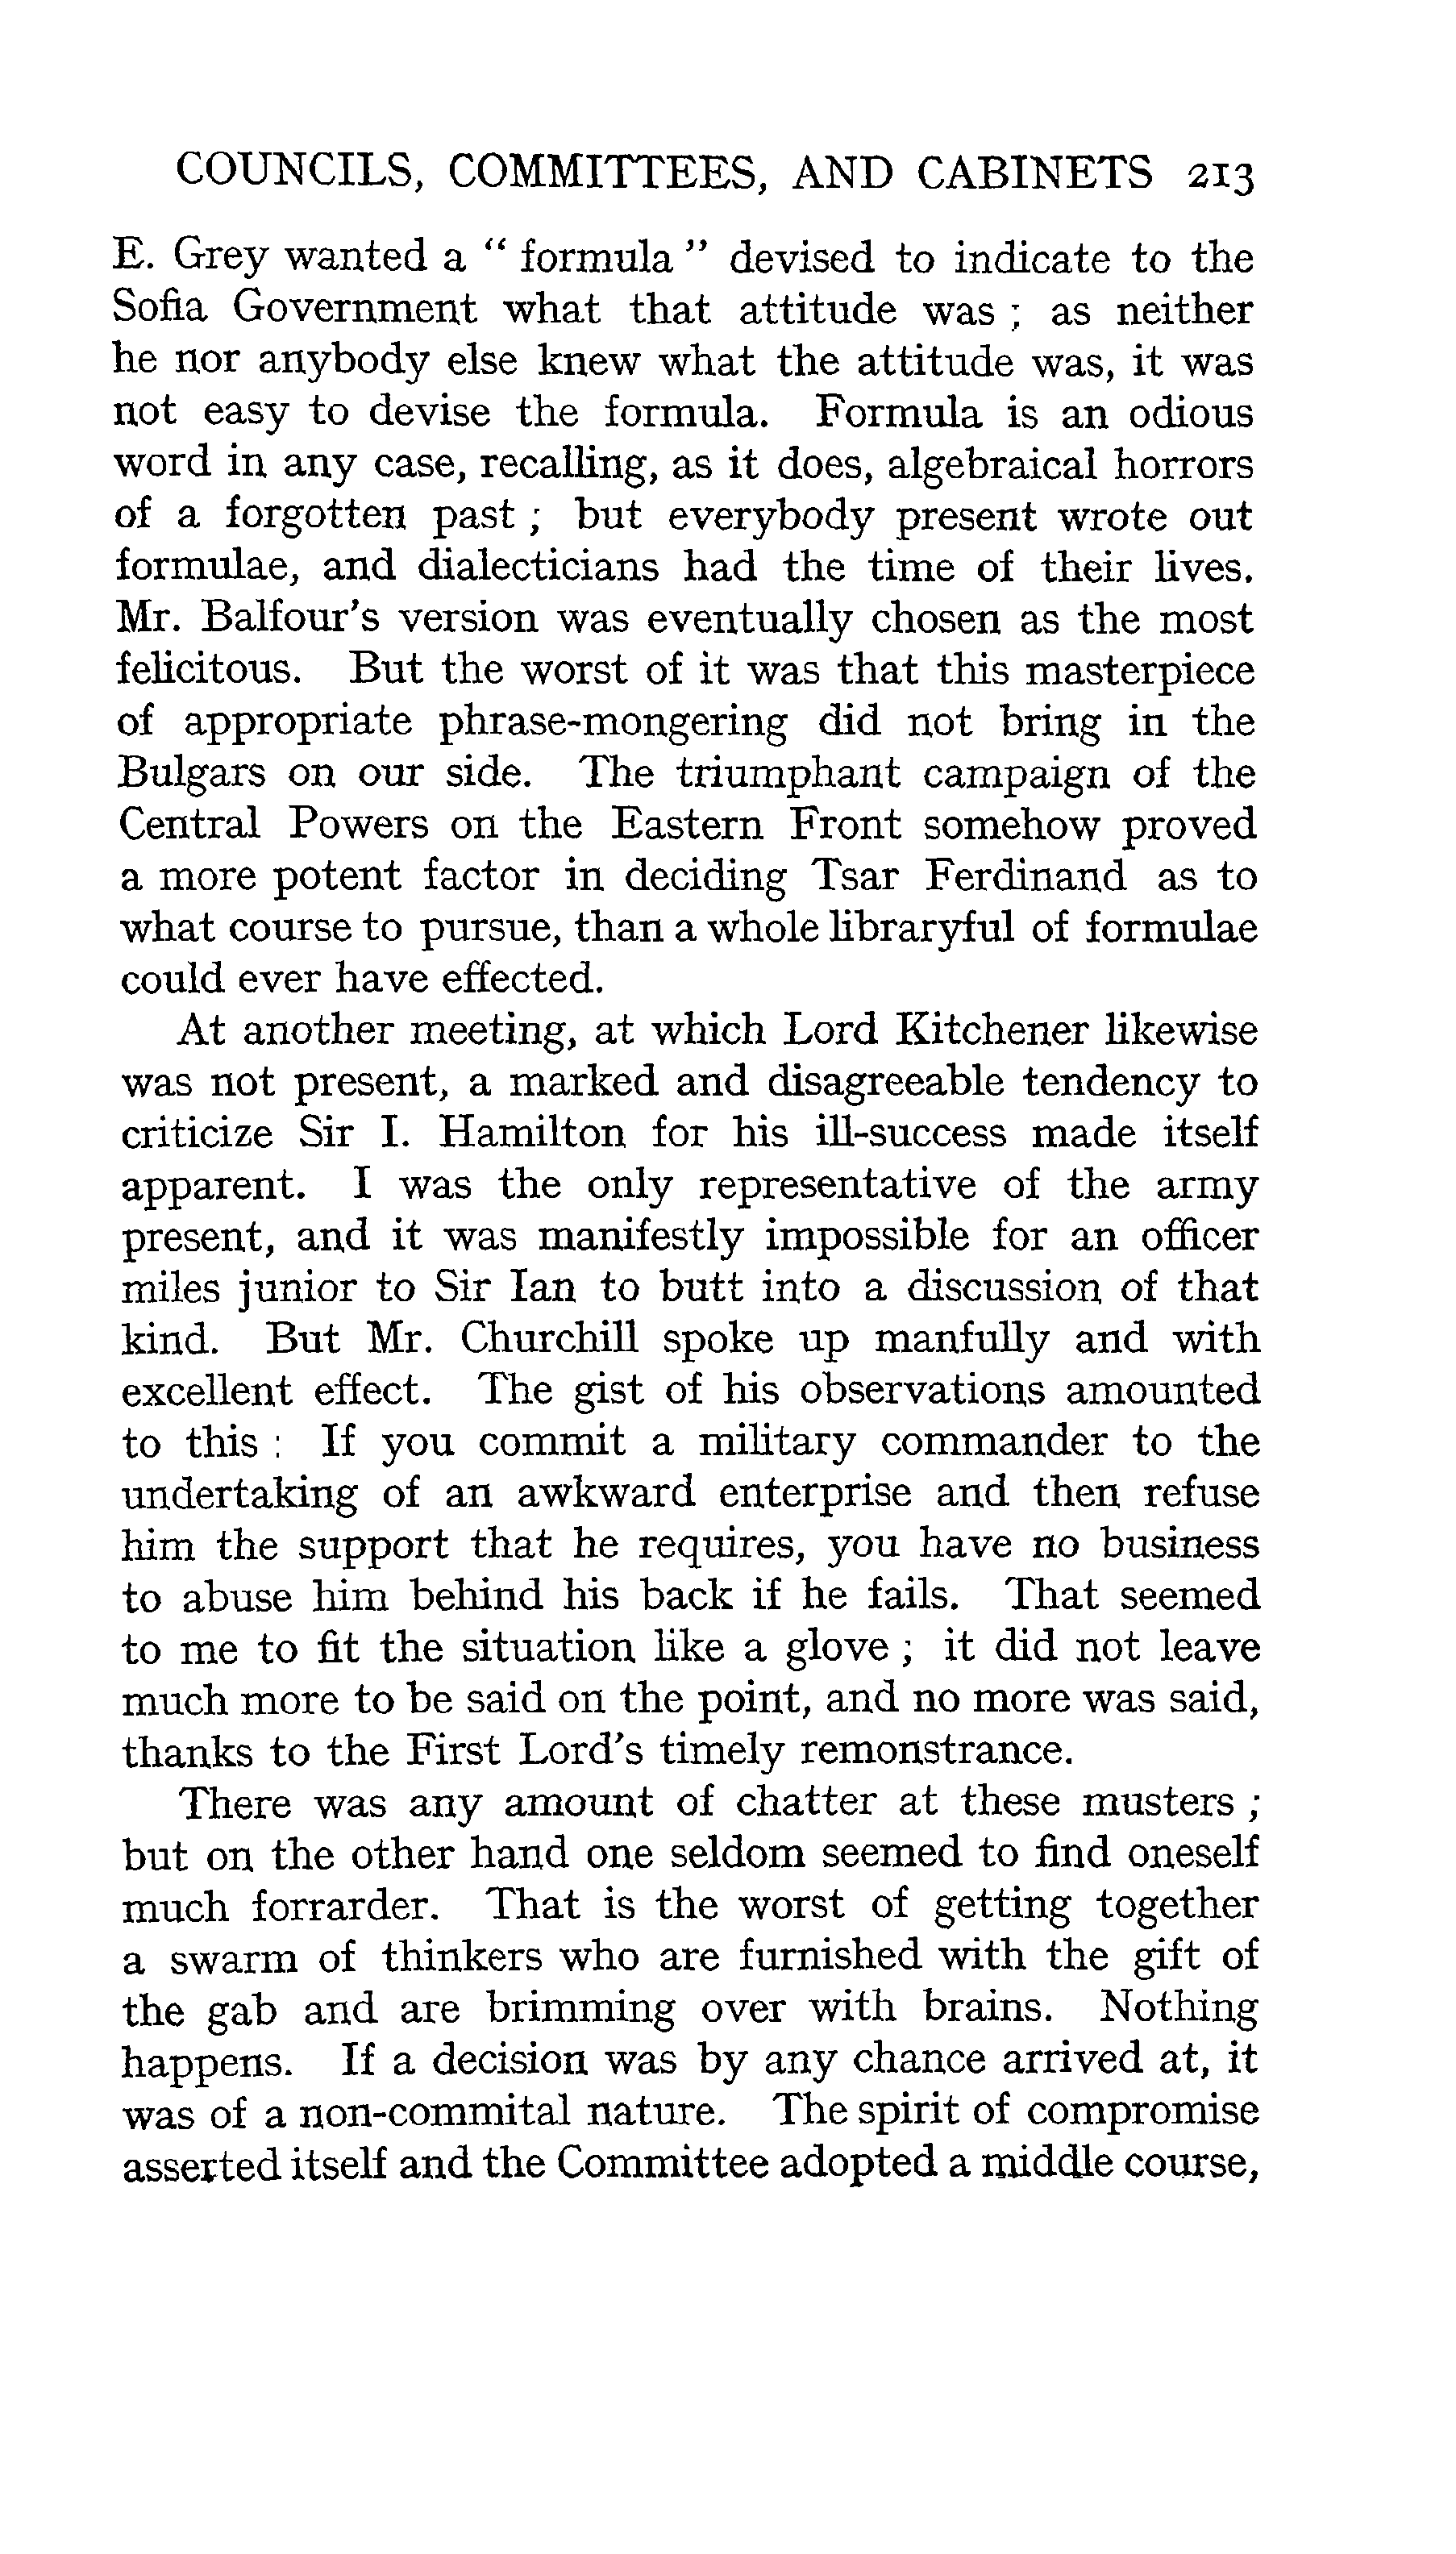 COUNCILS, COMMITTEES, AND CABINETS 213
E. Grey wanted a “ formula ” devised to indicate to the
Sofia Government what that attitude was ; as neither
he nor anybody else knew what the attitude was, it was
not easy to devise the formula. Formula is an odious
word in any case, recalling, as it does, algebraical horrors
of a forgotten past ; but everybody present wrote out
formulae, and dialecticians had the time of their lives.
Mr. Balfour’s version was eventually chosen as the most
felicitous. But the worst of it was that this masterpiece
of appropriate phrase-mongering did not bring in the
Bulgars on our side. The triumphant campaign of the
Central Powers on the Eastern Front somehow proved
a more potent factor in deciding Tsar Ferdinand as to
what course to pursue, than a whole libraryful of formulae
could ever have effected.
At another meeting, at which Lord Kitchener likewise
was not present, a marked and disagreeable tendency to
criticize Sir I. Hamilton for his ill-success made itself
apparent. I was the only representative of the army
present, and it was manifestly impossible for an officer
miles junior to Sir Ian to butt into a discussion of that
kind. But Mr. Churchill spoke up manfully and with
excellent effect. The gist of his observations amounted
to this : If you commit a military commander to the
undertaking of an awkward enterprise and then refuse
him the support that he requires, you have no business
to abuse him behind his back if he fails. That seemed
to me to fit the situation like a glove ; it did not leave
much more to be said on the point, and no more was said,
thanks to the First Lord’s timely remonstrance.
There was any amount of chatter at these musters ;
but on the other hand one seldom seemed to find oneself
much forrarder. That is the worst of getting together
a swarm of thinkers who are furnished with the gift of
the gab and are brimming over with brains. Nothing
happens. If a decision was by any chance arrived at, it
was of a non-commital nature. The spirit of compromise
asserted itself and the Committee adopted a middle course,